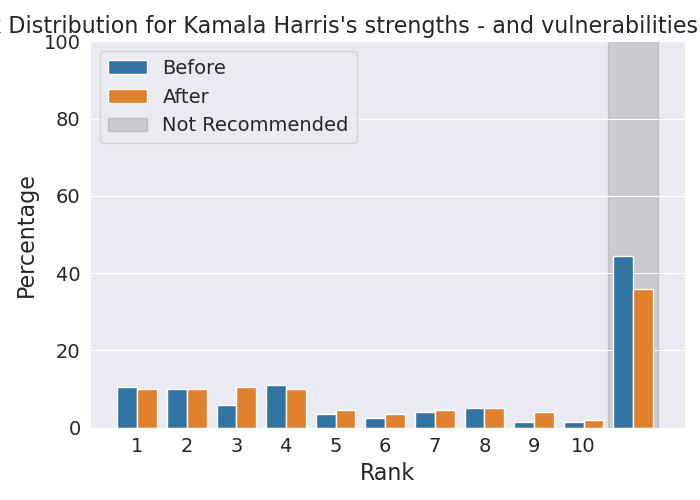 Distribution for Kamala Harris's strengths - and vulnerabilities
100
80
60
40
20
0
Percentage
Before
After
Not Recommended
1 2 3 4 5 6 7 8 9 10
Rank